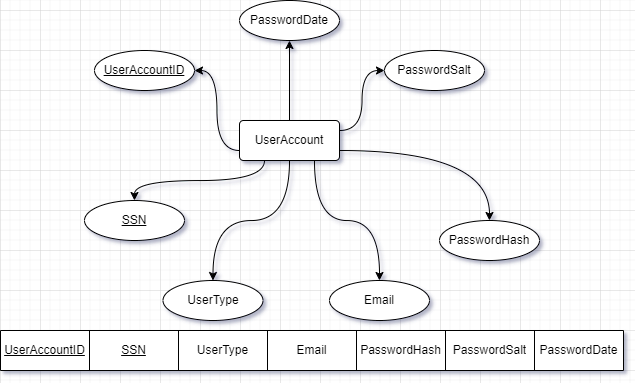 PasswordDate
UserAccountID
PasswordSalt
UserAccount
SSN
PasswordHash
UserType
Email
UserAccountID SSN UserType Email PasswordHash PasswordSalt PasswordDate